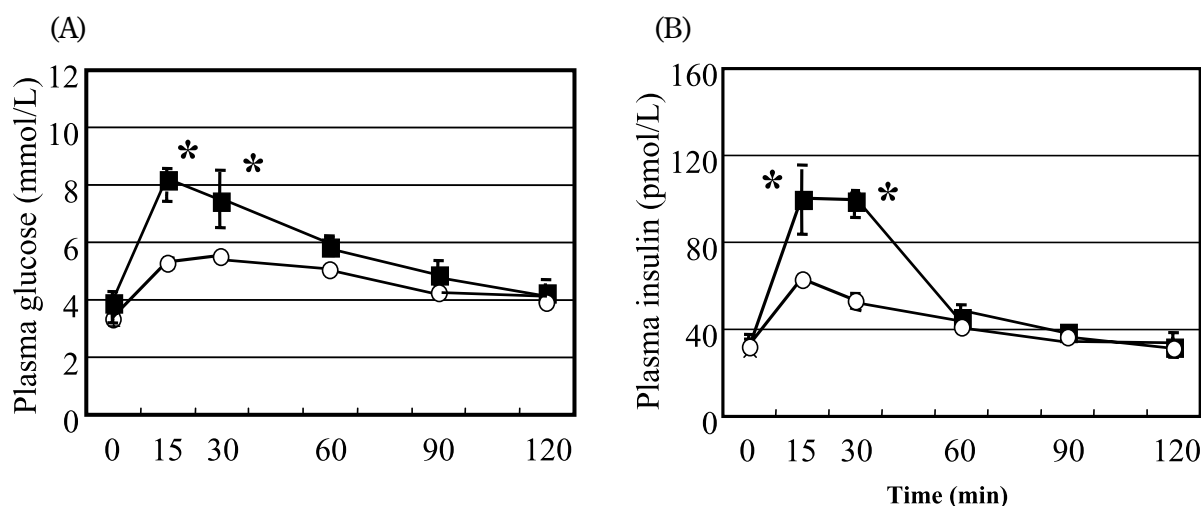 (A)
Plasma glucose (mmol/L)
12
10
8
6
4
2
0
* *
0 15 30 60 90 120
(B)
Plasma insulin (pmol/L)
160
120
80
40
0
* *
0 15 30 60 90 120
Time (min)